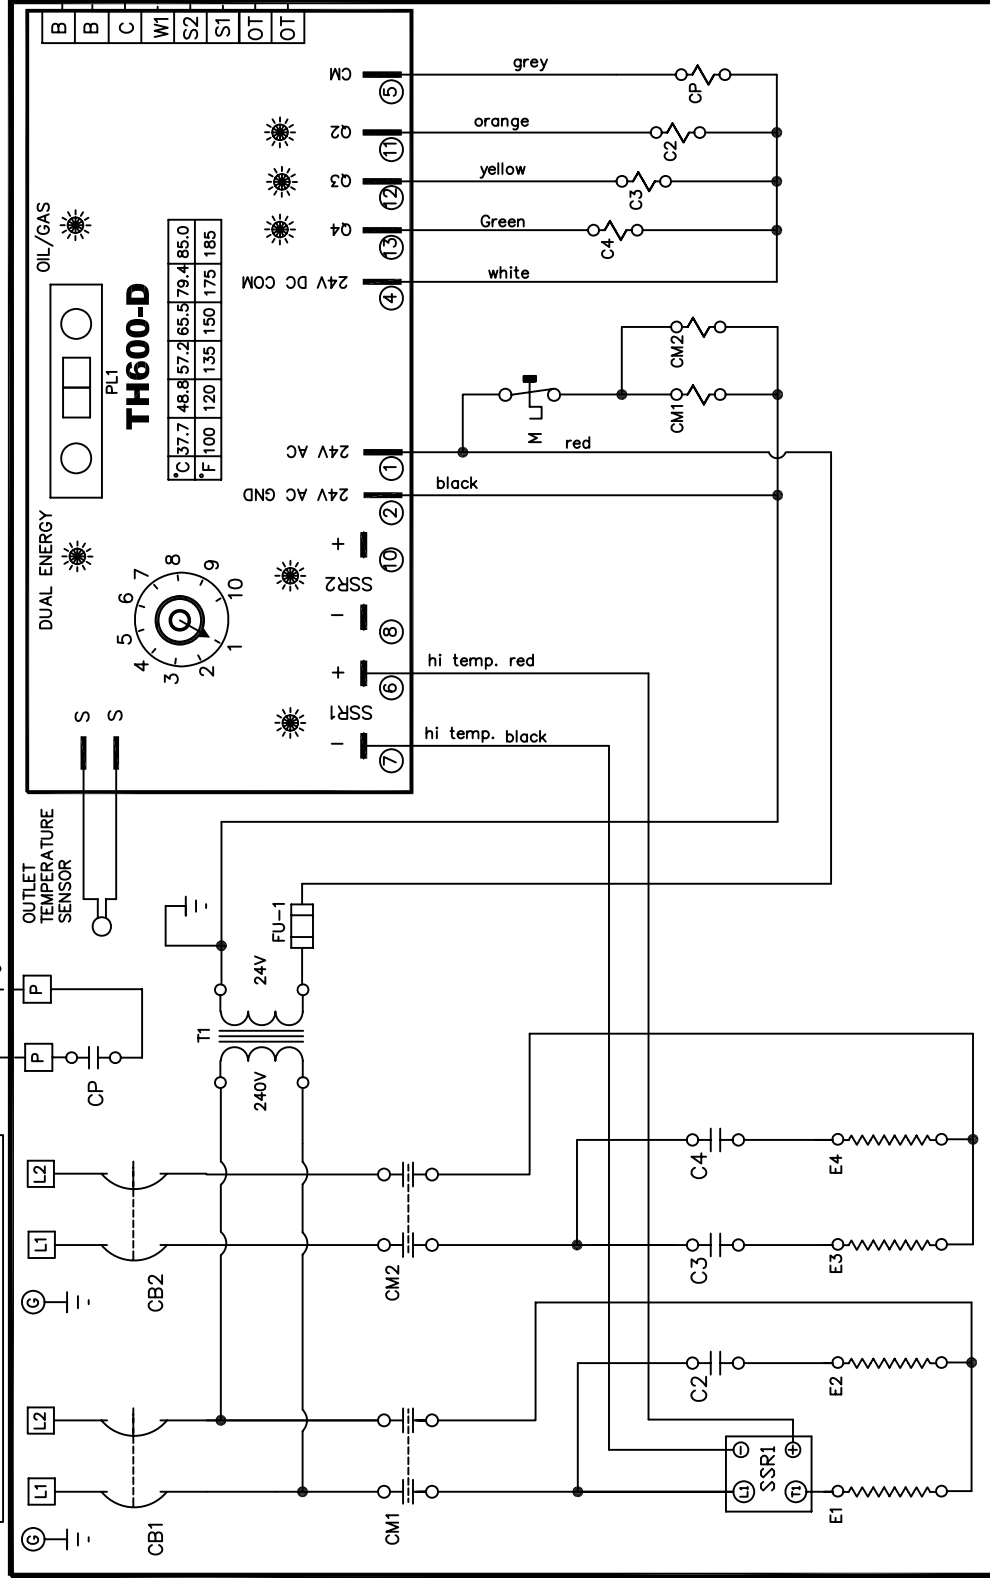 B
B
C
W1
S2
S1
OT
OT
CM
5
grey
CP
Q2
11
orange
C2
Q3
12
yellow
C3
Q4
13
Green
C4
24V DC COM
4
white
OIL/GAS
PL1
DUAL ENERGY
TH600-D
°C 37.7 48.8 57.2 65.5 79.4 85.0
°F 100 120 135 150 175 185
24V AC
1
red
M
CM1
CM2
24V AC GND
2
black
1
2
3
4
5
6
7
8
9
10
+
10
SSR2
-
8
+
6
hi temp. red
SSR1
-
7
hi temp. black
S
S
OUTLET
TEMPERATURE
SENSOR
P
P
CP
FU-1
24V
T1
240V
L2
L1
G
CB2
CM2
C4
E4
C3
E3
L2
L1
G
CB1
CM1
C2
E2
-
+
L1
T1
SSR1
E1